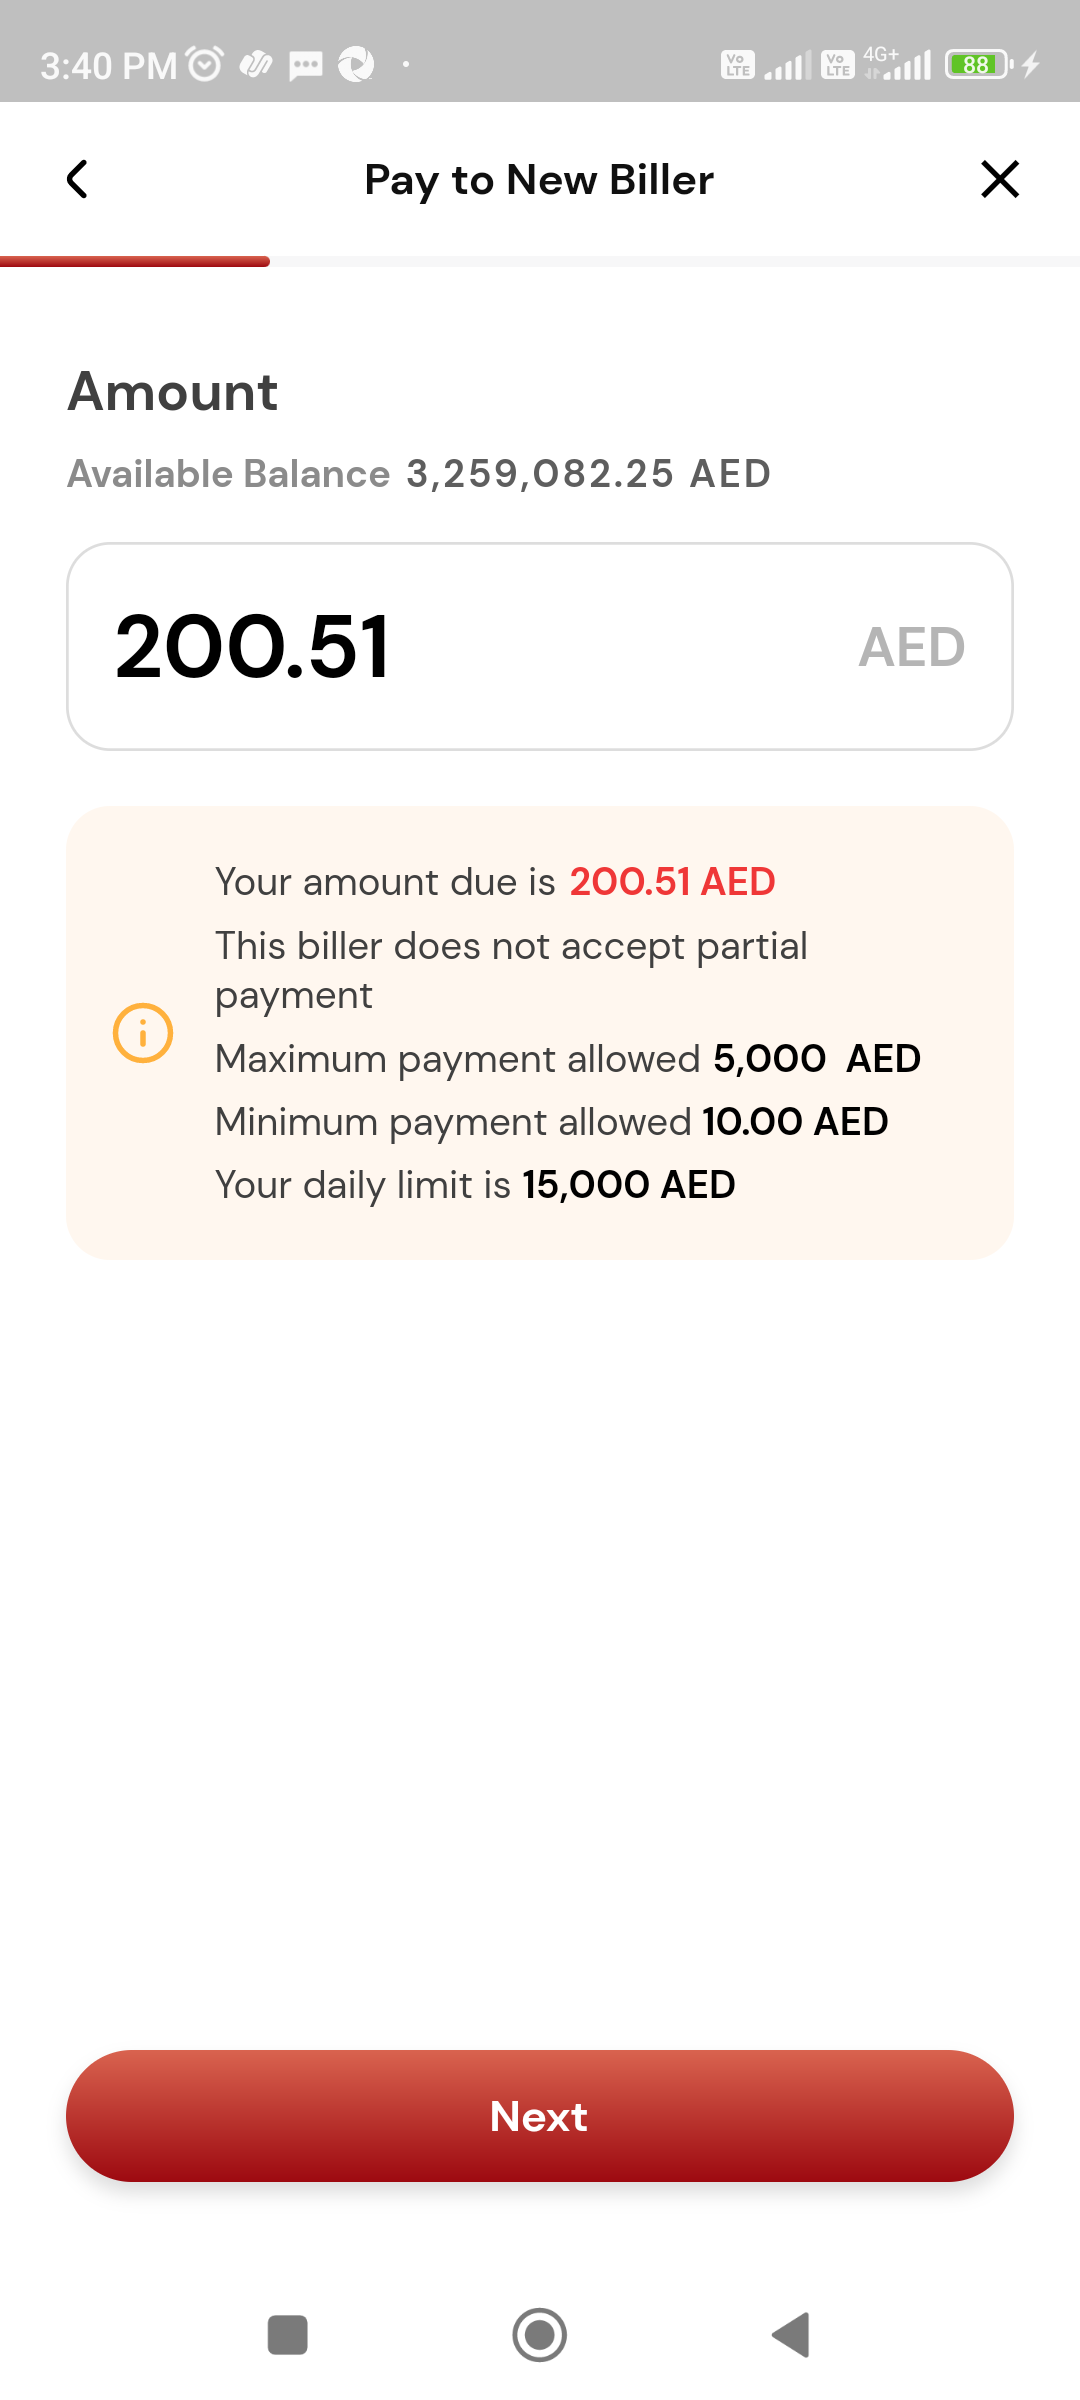 3:40 PM
Vo LTE
Vo LTE
4G+
88
Pay to New Biller
Amount
Available Balance 3,259,082.25 AED
200.51
AED
Your amount due is 200.51 AED
This biller does not accept partial
payment
Maximum payment allowed 5,000 AED
Minimum payment allowed 10.00 AED
Your daily limit is 15,000 AED
Next